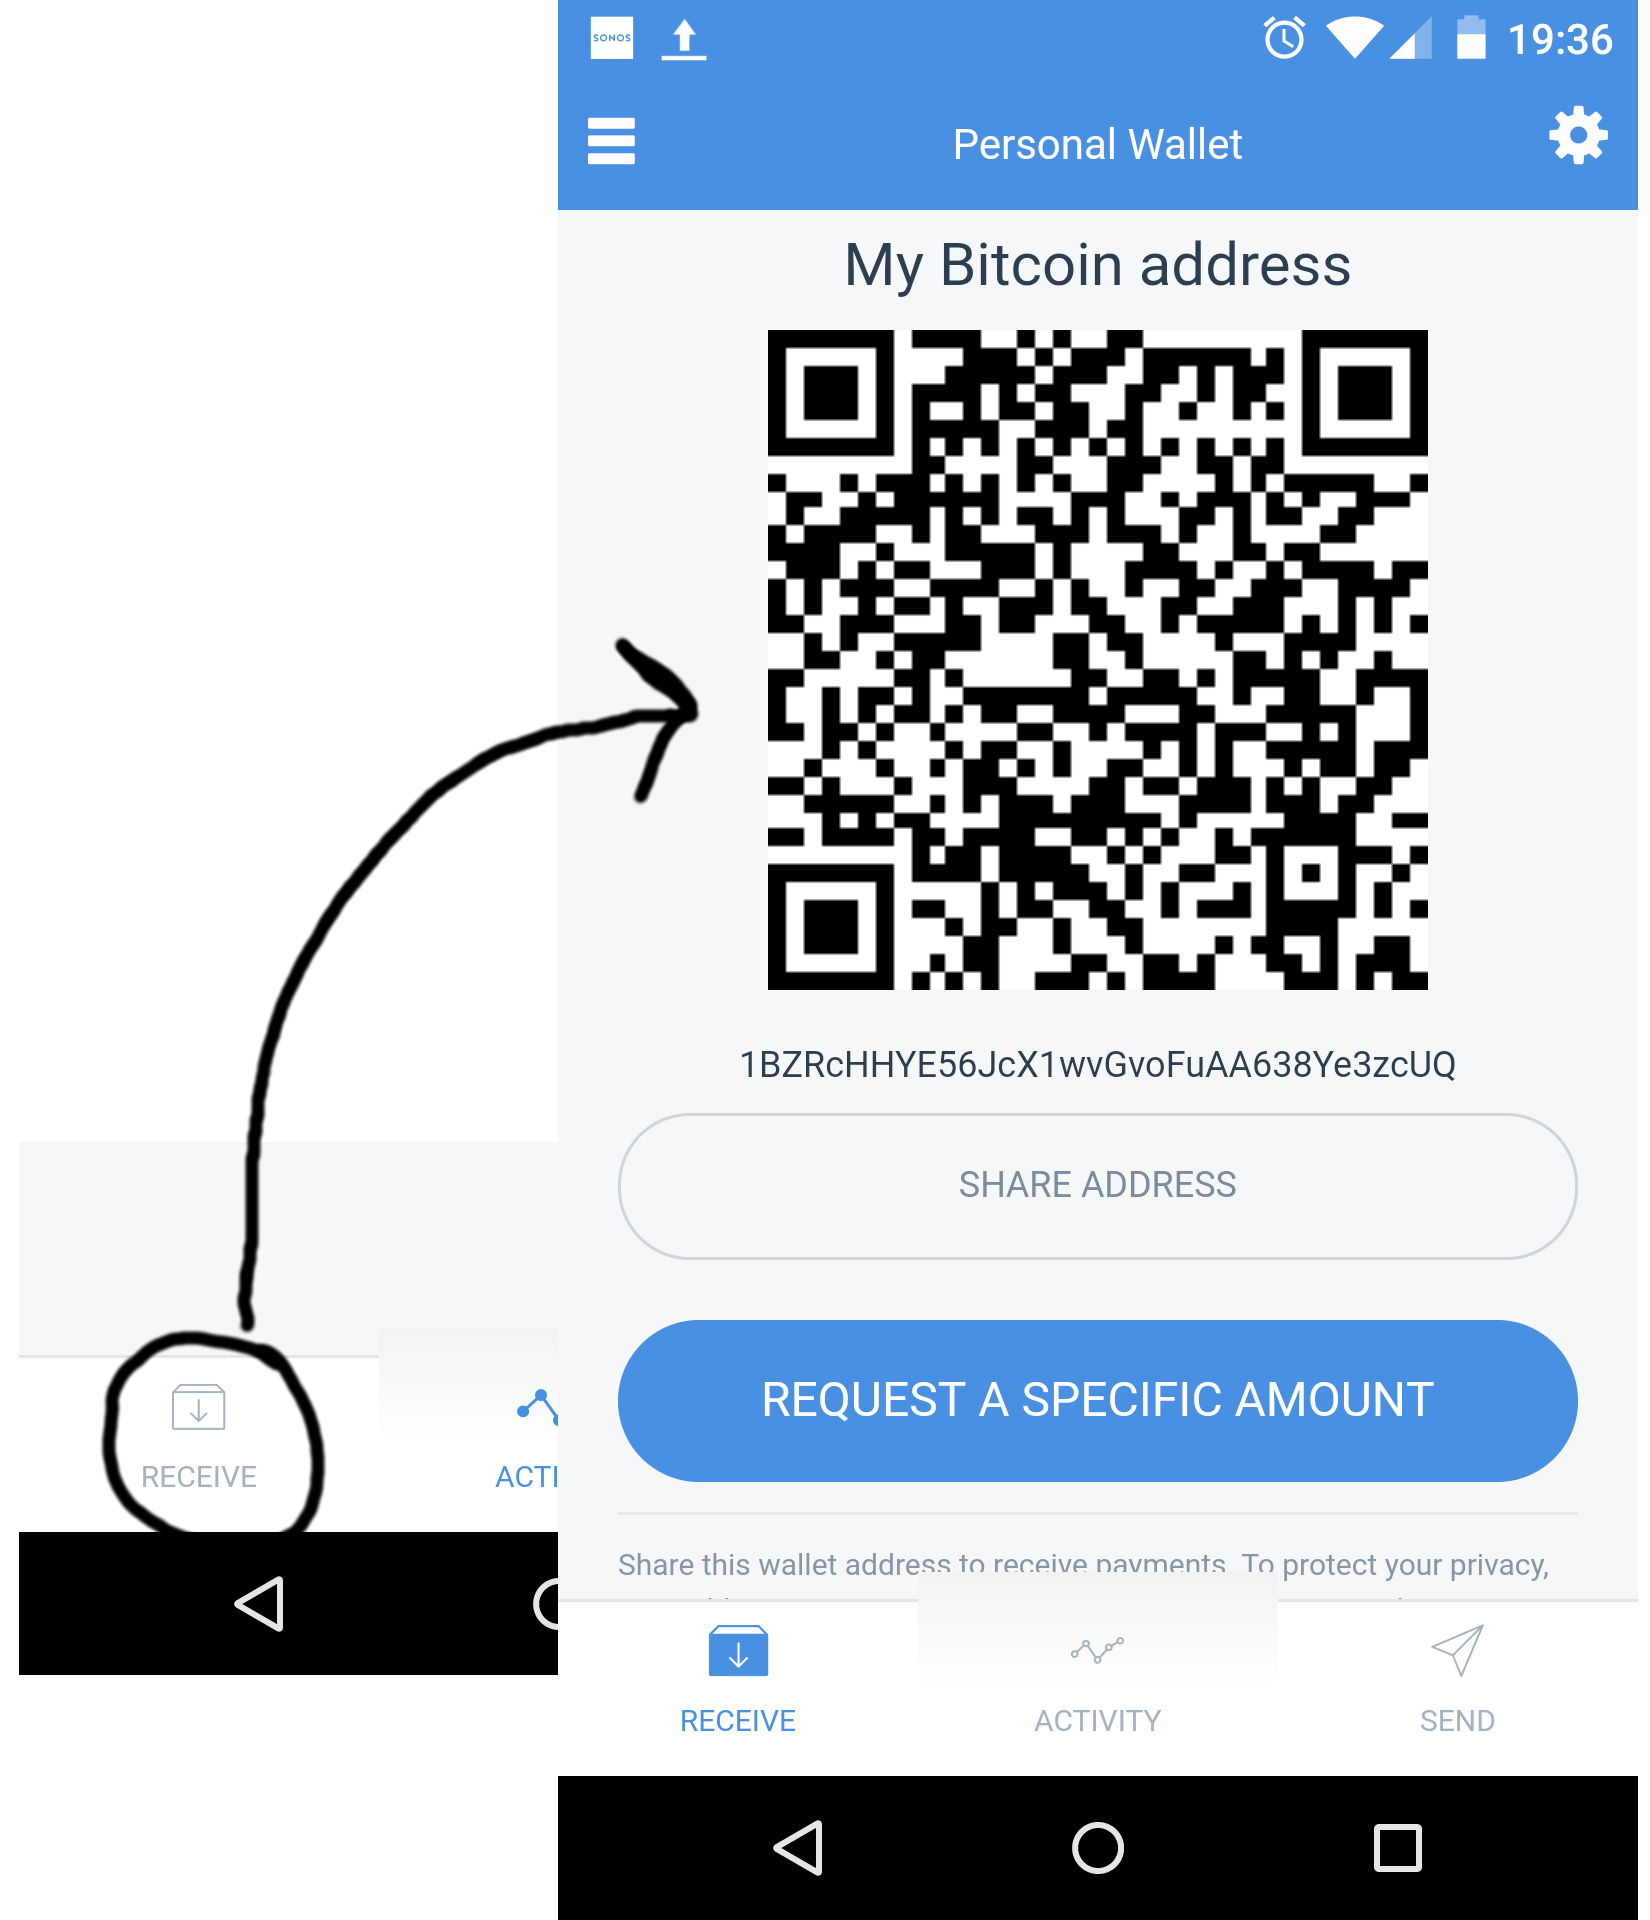 SONOS
19:36
Personal Wallet
My Bitcoin address
1BZRcHHYE56JcX1wvGvoFuAA638Ye3zcUQ
SHARE ADDRESS
REQUEST A SPECIFIC AMOUNT
Share this wallet address to receive payments. To protect your privacy,
RECEIVE
ACTIVITY
SEND
RECEIVE
ACTI